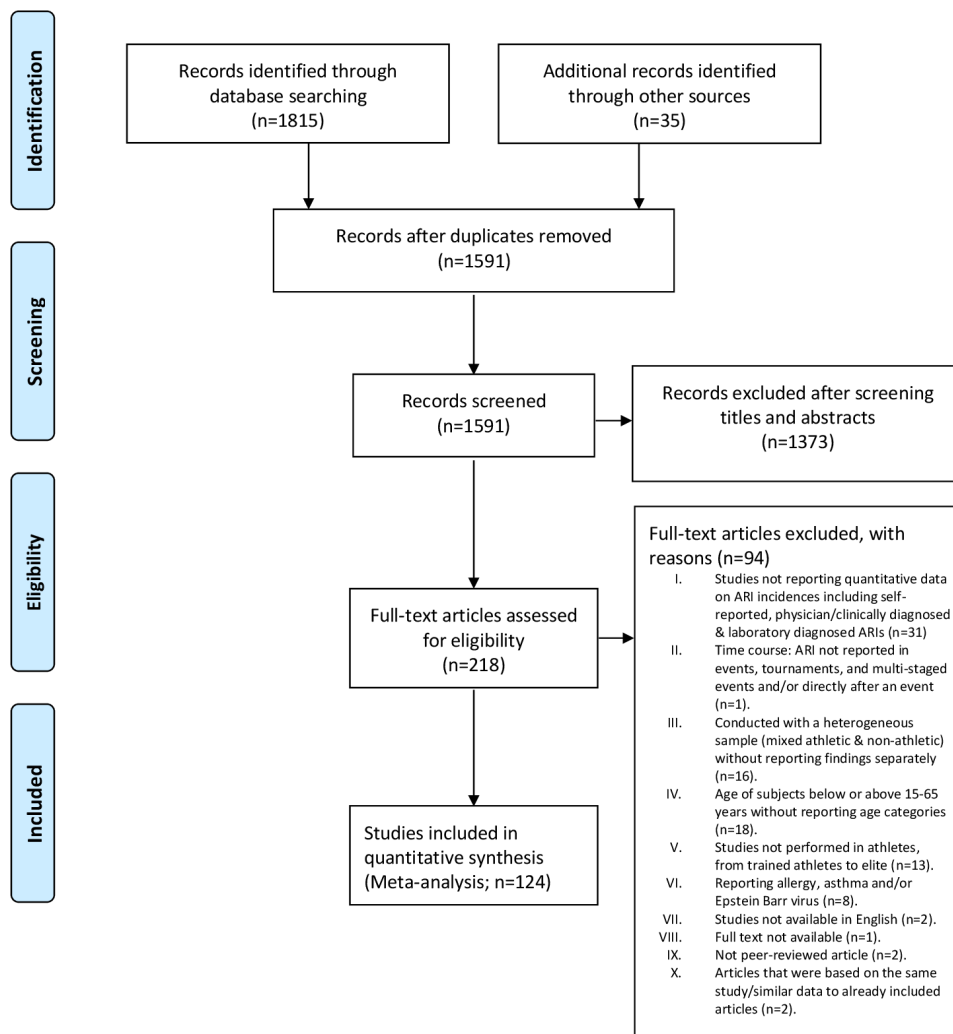 Identification
Records identified through
database searching
(n=1815)
Additional records identified
through other sources
(n=35)
Records after duplicates removed
(n=1591)
Screening
Records screened
(n=1591)
Records excluded after screening
titles and abstracts
(n=1373)
Eligibility
Full-text articles assessed
for eligibility
(n=218)
Full-text articles excluded, with
reasons (n=94)
I. Studies not reporting quantitative data
on ARI incidences including self-
reported, physician/clinically diagnosed
& laboratory diagnosed ARIs (n=31)
II. Time course: ARI not reported in
events, tournaments, and multi-staged
events and/or directly after an event
(n=1).
III. Conducted with a heterogeneous
sample (mixed athletic & non-athletic)
without reporting findings separately
(n=16).
IV. Age of subjects below or above 15-65
years without reporting age categories
(n=18).
V. Studies not performed in athletes,
from trained athletes to elite (n=13).
VI. Reporting allergy, asthma and/or
Epstein Barr virus (n=8).
VII. Studies not available in English (n=2).
VIII. Full text not available (n=1).
IX. Not peer-reviewed article (n=2).
X. Articles that were based on the same
study/similar data to already included
articles (n=2).
Included
Studies included in
quantitative synthesis
(Meta-analysis; n=124)